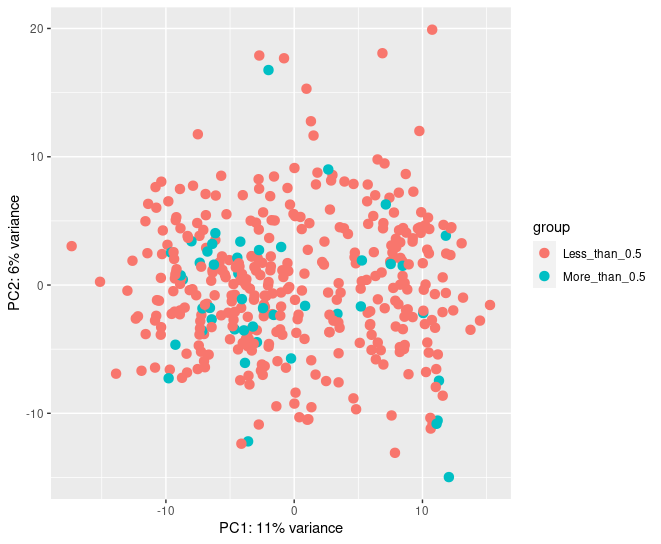 20
10
0
-10
PC2: 6% variance
-10 0 10
PC1: 11% variance
group
Less_than_0.5
More_than_0.5